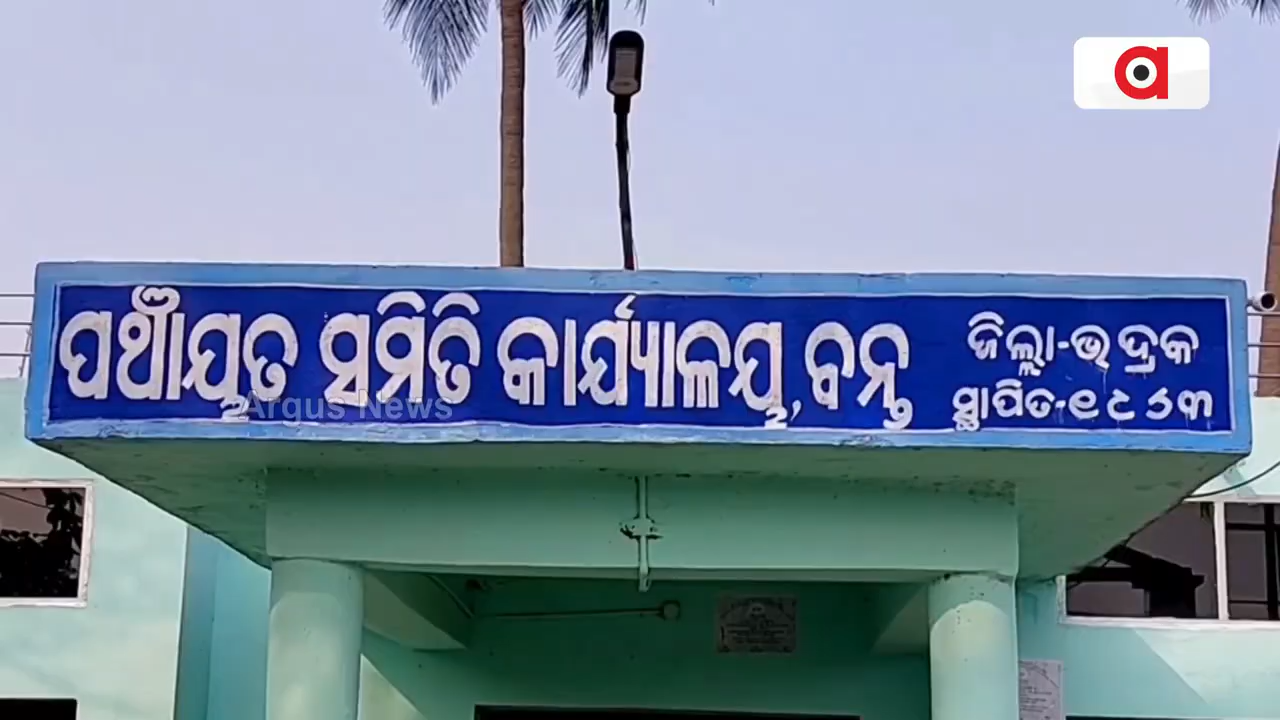 ପଞ୍ଚାୟତ ସମିତି କାର୍ଯ୍ୟାଳୟ, ବନ୍ତ
ଜିଲ୍ଲା-ଭଦ୍ରକ
ସ୍ଥାପିତ-୧୯୬୩
Argus News